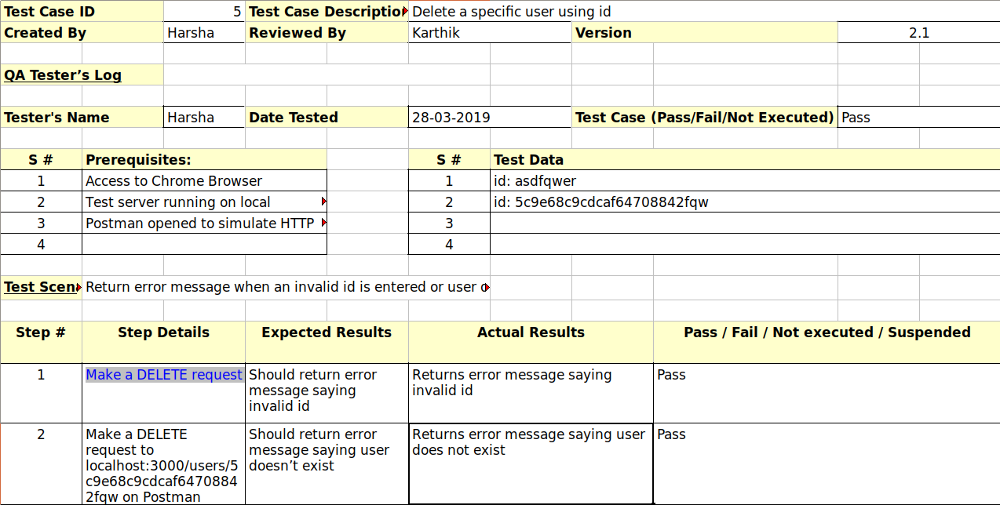 Test Case ID 5 Test Case Description Delete a specific user using id
Created By Harsha Reviewed By Karthik Version 2.1
QA Tester’s Log
Tester's Name Harsha Date Tested 28-03-2019 Test Case (Pass/Fail/Not Executed) Pass
S # Prerequisites: S # Test Data
1 Access to Chrome Browser 1 id: asdfqwer
2 Test server running on local 2 id: 5c9e68c9cdcaf64708842fqw
3 Postman opened to simulate HTTP 3
4 4
Test Scen Return error message when an invalid id is entered or user
Step # Step Details Expected Results Actual Results Pass / Fail / Not executed / Suspended
1 Make a DELETE request Should return error Returns error message saying Pass
message saying invalid id
invalid id
2 Make a DELETE Should return error Returns error message saying user Pass
request to message saying user does not exist
localhost:3000/users/5 doesn’t exist
c9e68c9cdcaf6470884
2fqw on Postman